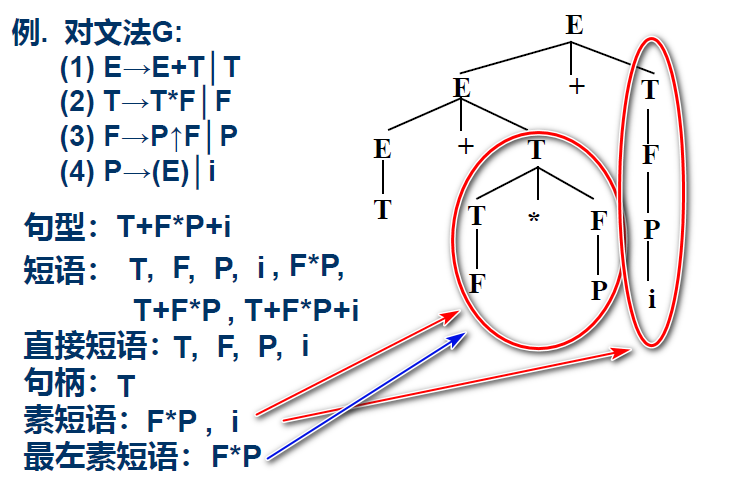 例. 对文法G:
(1) E→E+T│T
(2) T→T*F│F
(3) F→P↑F│P
(4) P→(E)│i
句型：T+F*P+i
短语： T, F, P, i , F*P,
T+F*P , T+F*P+i
直接短语：T, F, P, i
句柄：T
素短语：F*P , i
最左素短语：F*P
E
E + T
E + T F
T T * F P
F P i